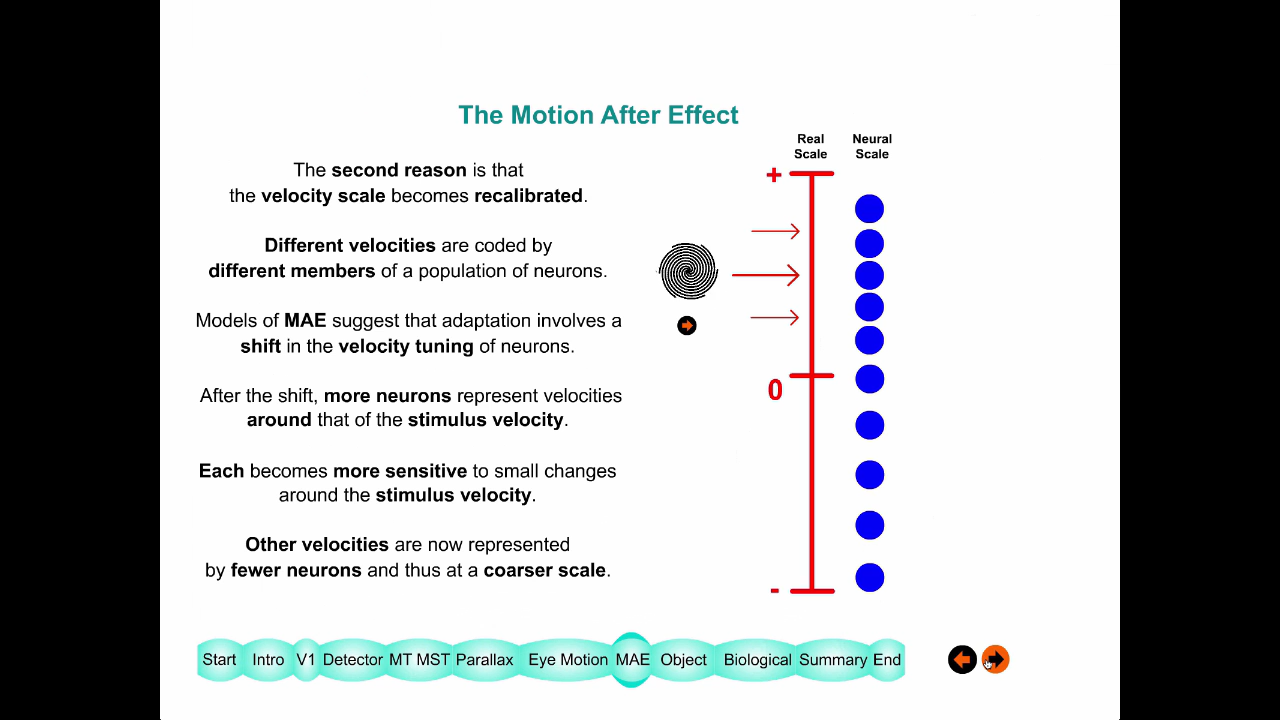 The Motion After Effect
Real
Scale
Neural
Scale
The second reason is that
the velocity scale becomes recalibrated.
Different velocities are coded by
different members of a population of neurons.
Models of MAE suggest that adaptation involves a
shift in the velocity tuning of neurons.
After the shift, more neurons represent velocities
around that of the stimulus velocity.
Each becomes more sensitive to small changes
around the stimulus velocity.
Other velocities are now represented
by fewer neurons and thus at a coarser scale.
+
0
-
Start Intro V1 Detector MT MST Parallax Eye Motion MAE Object Biological Summary End